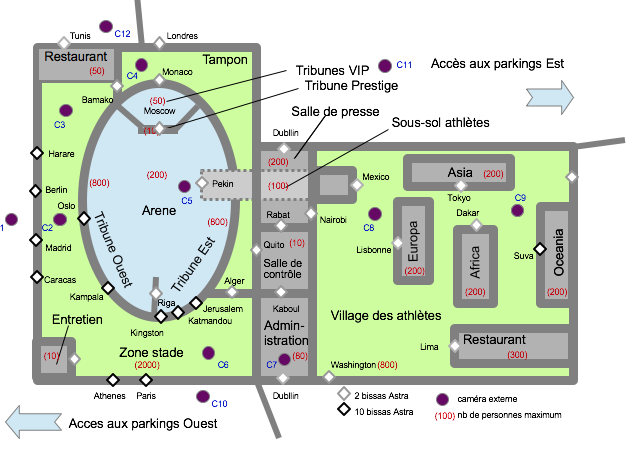 Tunis
C12
Londres
Restaurant
(50)
C4
Tampon
Monaco
Tribunes VIP
C11
Accès aux parkings Est
Tribune Prestige
Bamako
(50)
Moscow
Salle de presse
C3
Sous-sol athlètes
Dubllin
Harare
(200)
Asia
(200)
(800)
(200)
(100)
Mexico
Pekin
Tokyo
C9
Berlin
C5
Oslo
Arene
(800)
Rabat
Nairobi
C8
Dakar
C2
Tribune Ouest
Tribune Est
Quito
(10)
Lisbonne
Europa
(200)
Africa
(200)
Suva
Oceania
(200)
Madrid
Salle de
contrôle
Caracas
Alger
Kampala
Riga
Jerusalem
Katmandou
Kingston
Kaboul
Village des athlètes
Entretien
(10)
Admini-
istration
(80)
Zone stade
(2000)
C6
C7
Lima
Restaurant
(300)
Washington
(800)
Athenes
Paris
C10
Dubllin
2 bissas Astra
10 bissas Astra
caméra externe
(100)
nb de personnes maximum
Acces aux parkings Ouest